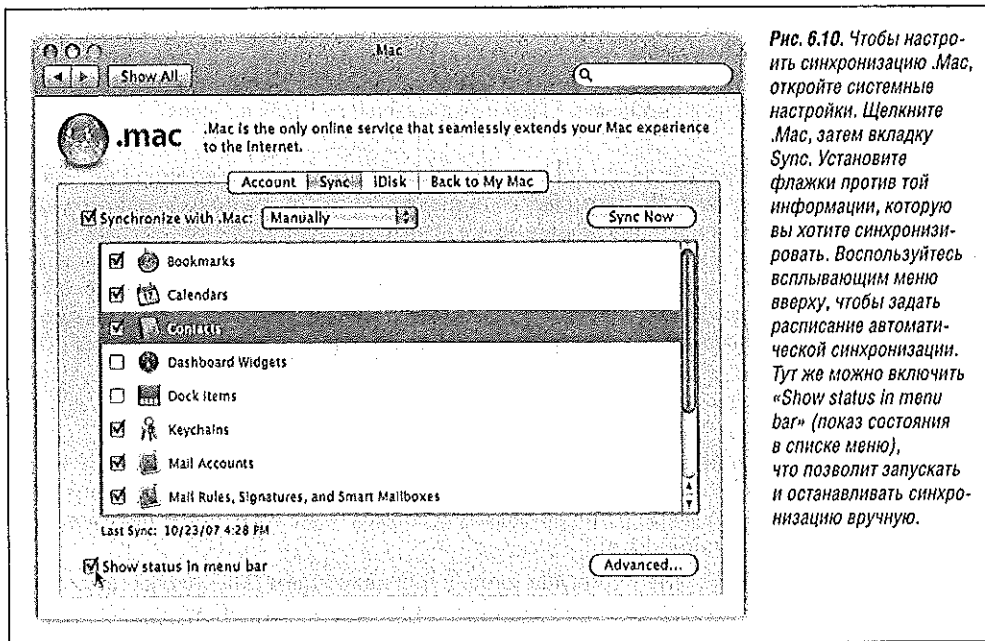 .Mac
Show All
.mac
.Mac is the only online service that seamlessly extends your Mac experience
to the Internet.
Account Sync iDisk Back to My Mac
Synchronize with .Mac: Manually Sync Now
Bookmarks
17
Calendars
Contacts
Dashboard Widgets
Dock Items
Keychains
Mail Accounts
Mail Rules, Signatures, and Smart Mailboxes
Last Sync: 10/23/07 4:28 PM
Show status in menu bar
Advanced...
Рис. 6.10. Чтобы настро-
ить синхронизацию .Mac,
откройте системные
настройки. Щелкните
.Mac, затем вкладку
Sync. Установите
флажки против той
информации, которую
вы хотите синхронизи-
ровать. Воспользуйтесь
всплывающим меню
вверху, чтобы задать
расписание автомати-
ческой синхронизации.
Тут же можно включить
«Show status in menu
bar» (показ состояния
в списке меню),
что позволит запускать
и останавливать синхро-
низацию вручную.